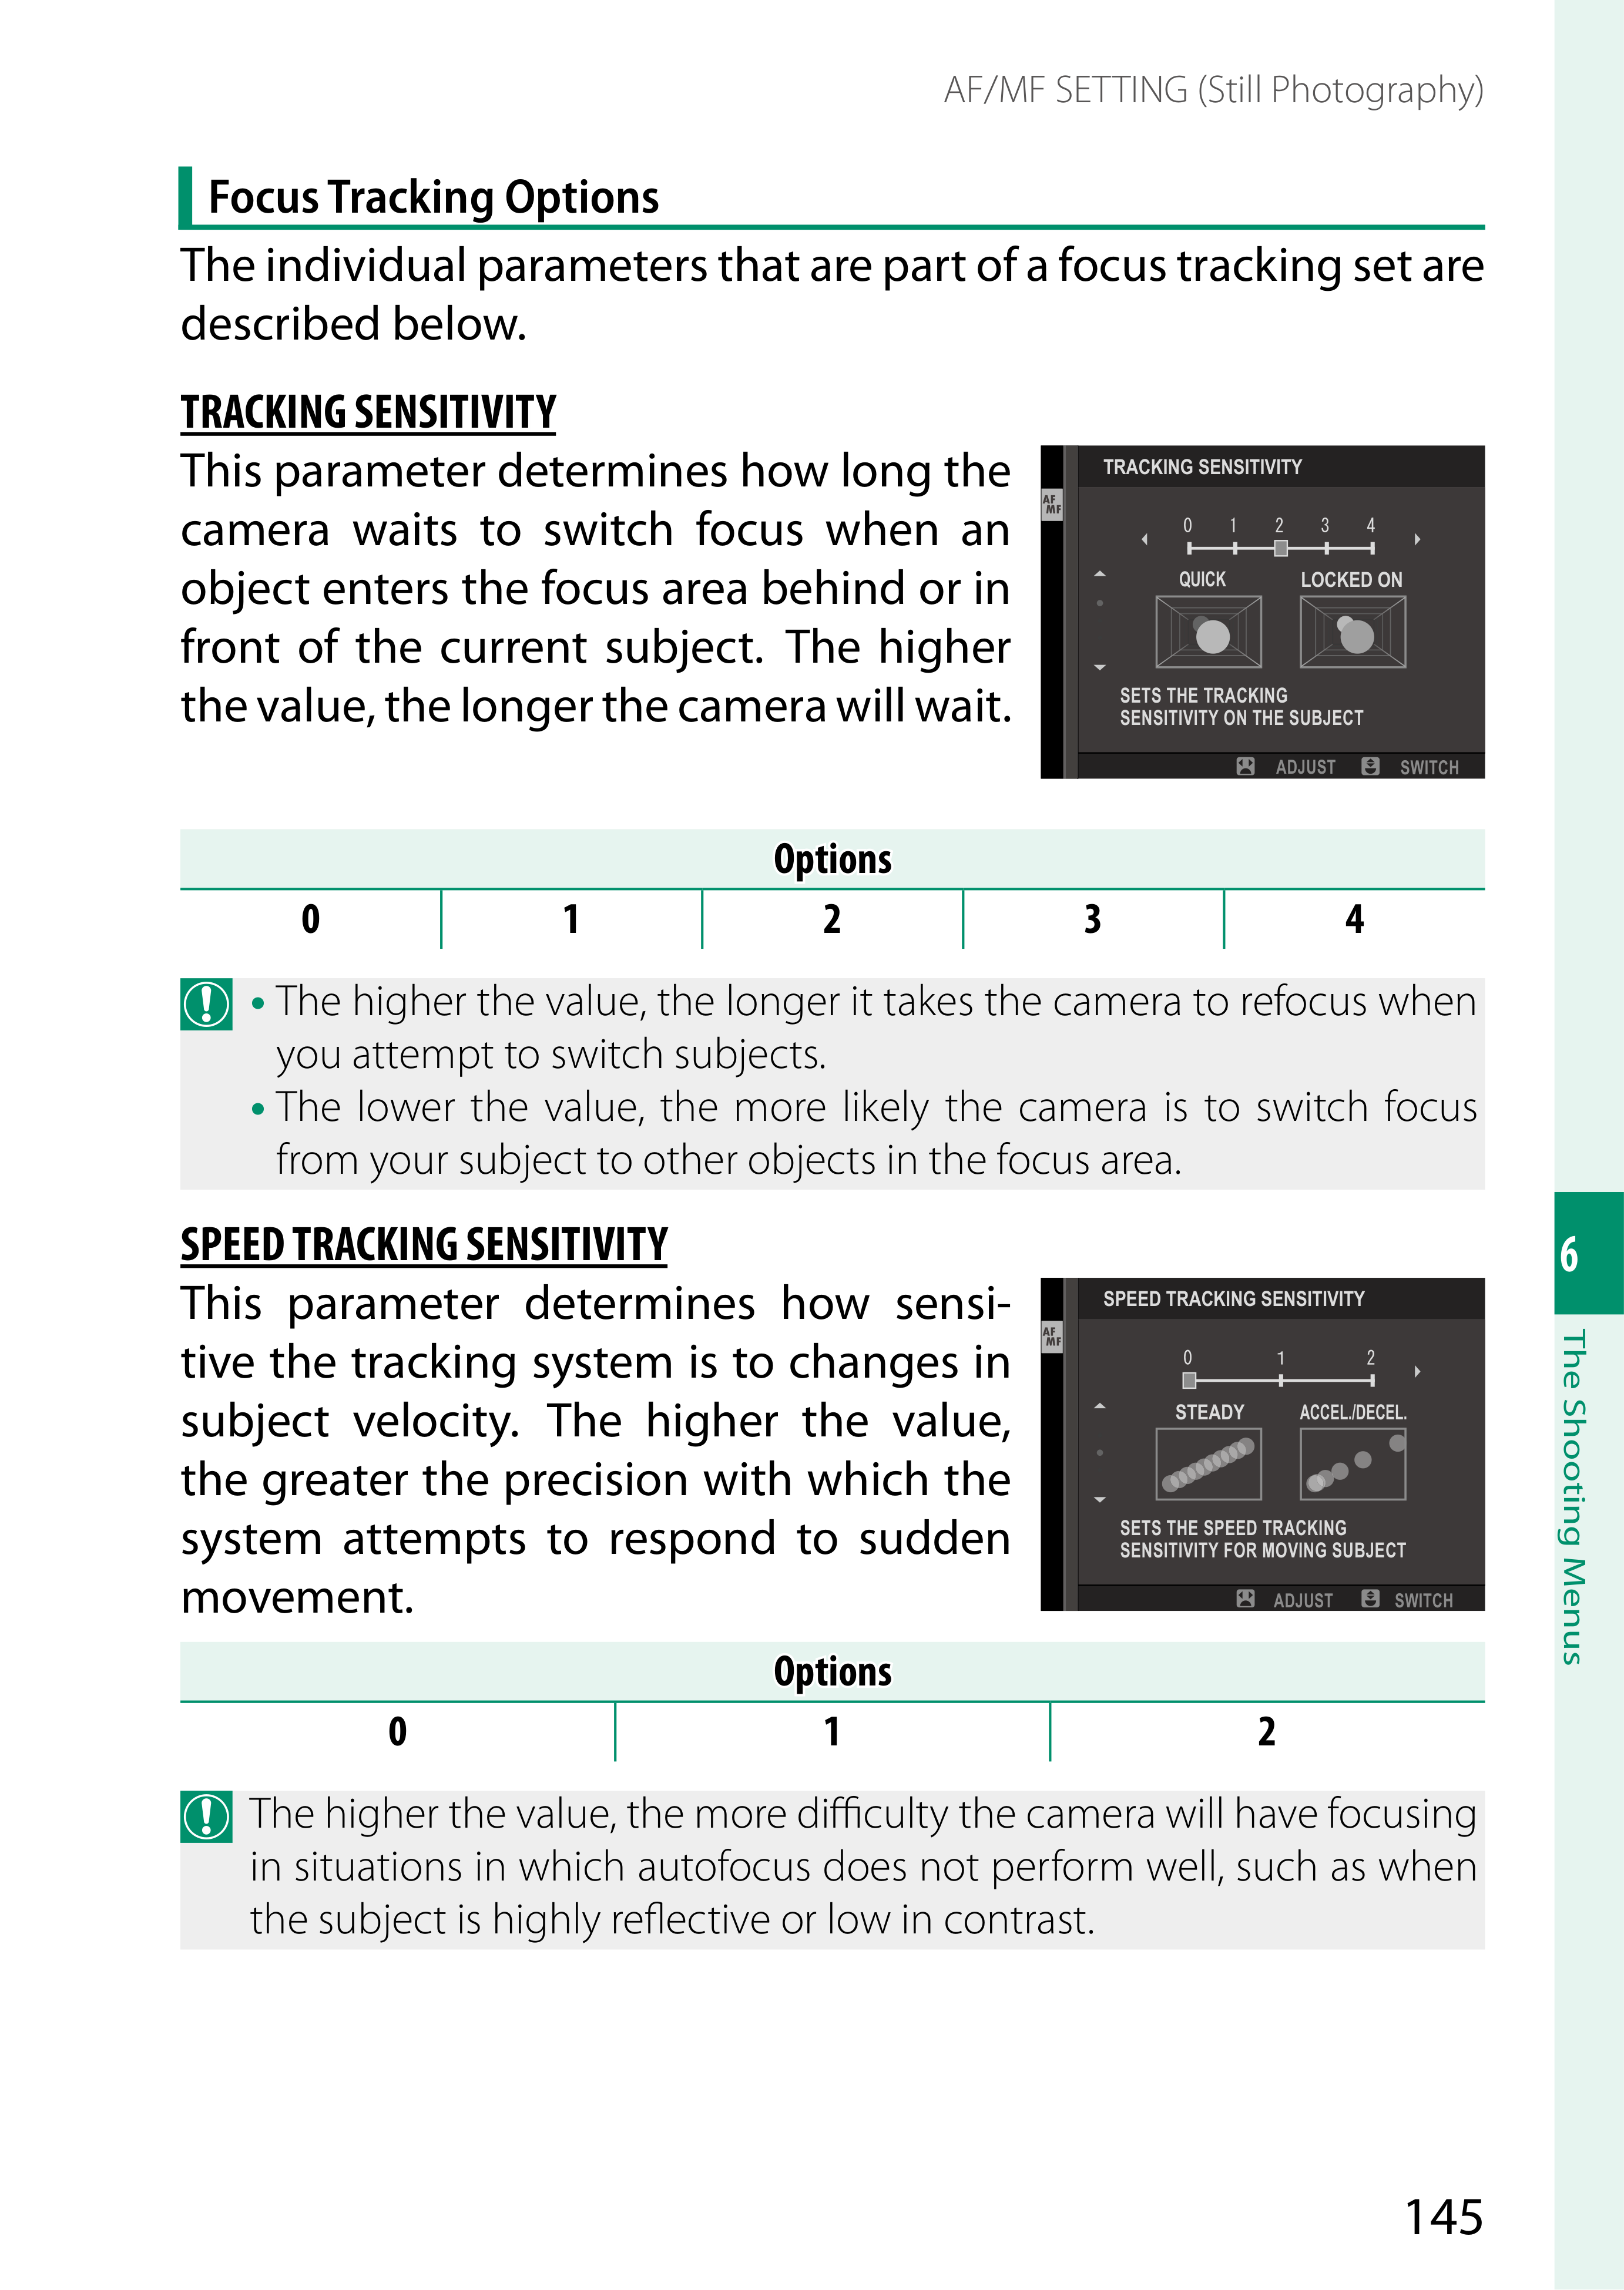 AF/MF SETTING (Still Photography)
Focus Tracking Options
The individual parameters that are part of a focus tracking set are
described below.
TRACKING SENSITIVITY
This parameter determines how long the
camera waits to switch focus when an
object enters the focus area behind or in
front of the current subject. The higher
the value, the longer the camera will wait.
TRACKING SENSITIVITY
AF
MF
0 1 2 3 4
QUICK LOCKED ON
SETS THE TRACKING
SENSITIVITY ON THE SUBJECT
ADJUST SWITCH
Options
0 1 2 3 4
• The higher the value, the longer it takes the camera to refocus when
you attempt to switch subjects.
• The lower the value, the more likely the camera is to switch focus
from your subject to other objects in the focus area.
SPEED TRACKING SENSITIVITY
This parameter determines how sensi-
tive the tracking system is to changes in
subject velocity. The higher the value,
the greater the precision with which the
system attempts to respond to sudden
movement.
SPEED TRACKING SENSITIVITY
AF
MF
0 1 2
STEADY ACCEL./DECEL.
SETS THE SPEED TRACKING
SENSITIVITY FOR MOVING SUBJECT
ADJUST SWITCH
Options
0 1 2
The higher the value, the more difficulty the camera will have focusing
in situations in which autofocus does not perform well, such as when
the subject is highly reflective or low in contrast.
6
The Shooting Menus
145